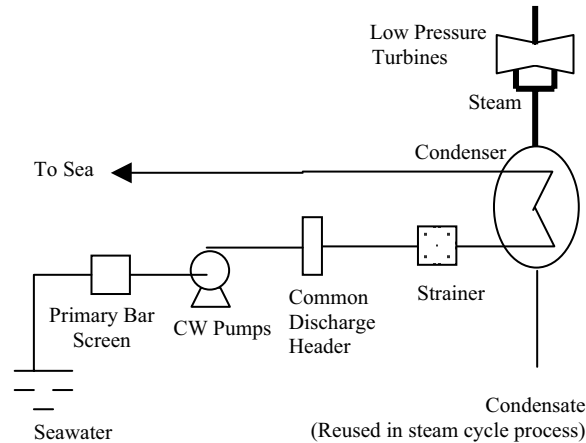 Low Pressure
Turbines
Steam
Condenser
To Sea
Strainer
Primary Bar
Screen
CW Pumps
Common
Discharge
Header
Seawater
Condensate
(Reused in steam cycle process)